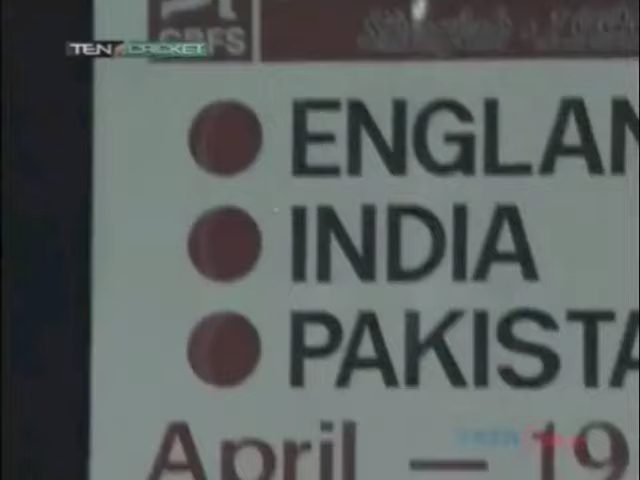 CBFS
TEN CRICKET
ENGLAN
INDIA
PAKISTA
April — 19